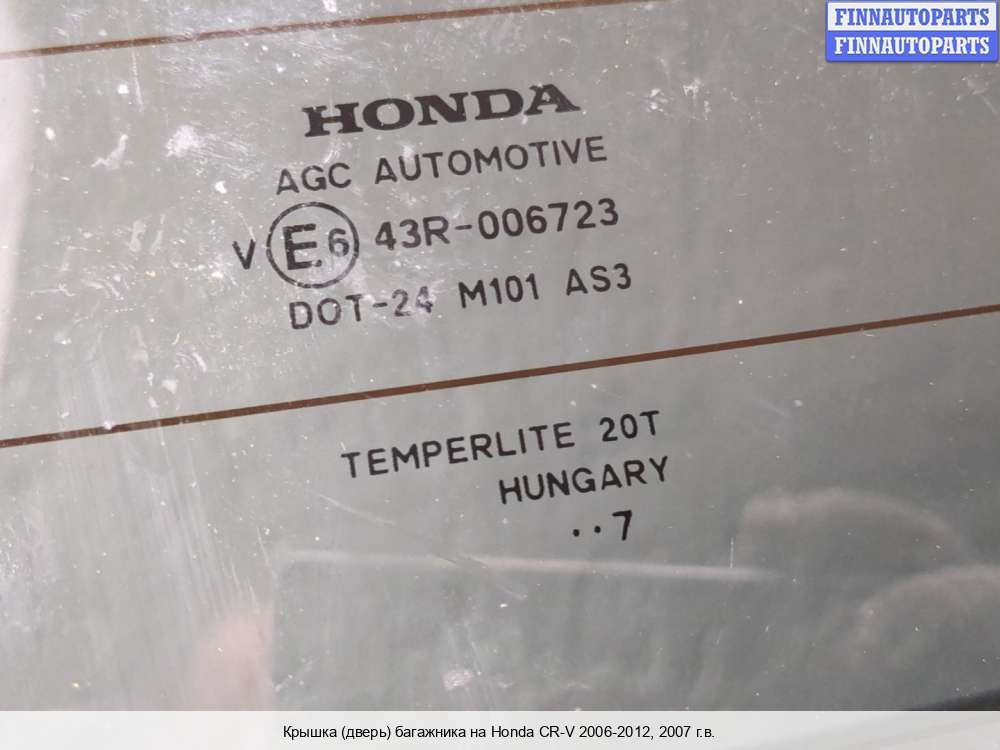 FINNAUTOPARTS
FINNAUTOPARTS
HONDA
AGC AUTOMOTIVE
V E6 43R-006723
DOT-24 M101 AS3
TEMPERLITE 20T
HUNGARY
··7
Крышка (дверь) багажника на Honda CR-V 2006-2012, 2007 г.в.